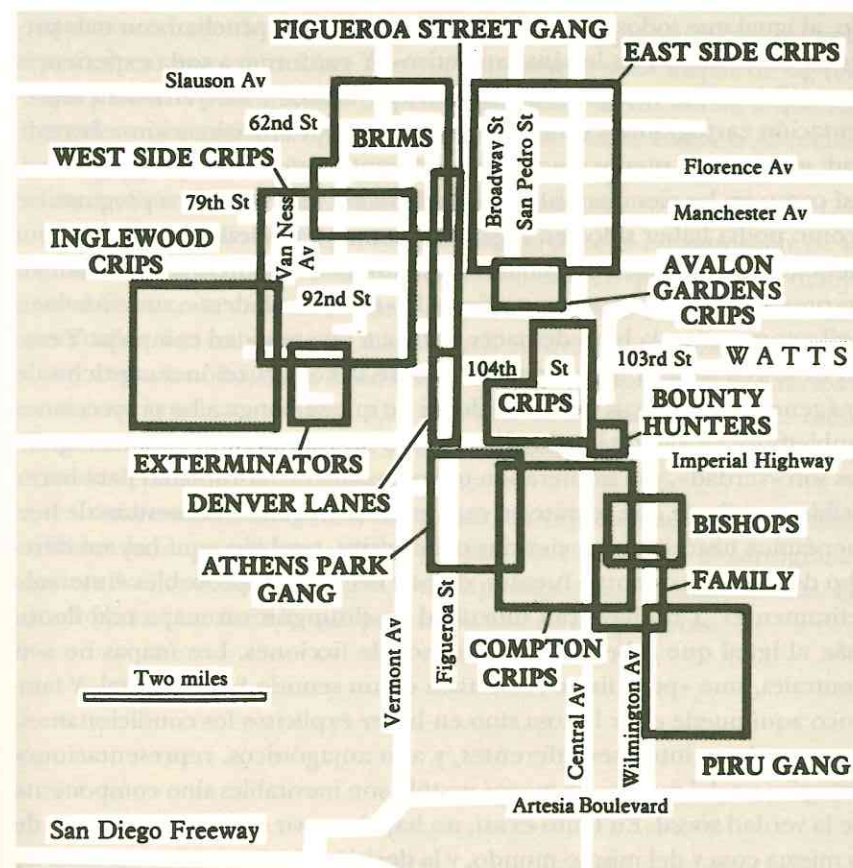 FIGUEROA STREET GANG
EAST SIDE CRIPS
Slauson Av
62nd St
BRIMS
Broadway St
San Pedro St
WEST SIDE CRIPS
Florence Av
79th St
Manchester Av
Van Ness
Av
INGLEWOOD
CRIPS
92nd St
AVALON
GARDENS
CRIPS
104th
St
103rd St
WATTS
CRIPS
BOUNTY
HUNTERS
EXTERMINATORS
Imperial Highway
DENVER LANES
BISHOPS
ATHENS PARK
GANG
FAMILY
Figueroa St
Vermont Av
COMPTON
CRIPS
Two miles
Central Av
Wilmington Av
PIRU GANG
Artesia Boulevard
San Diego Freeway